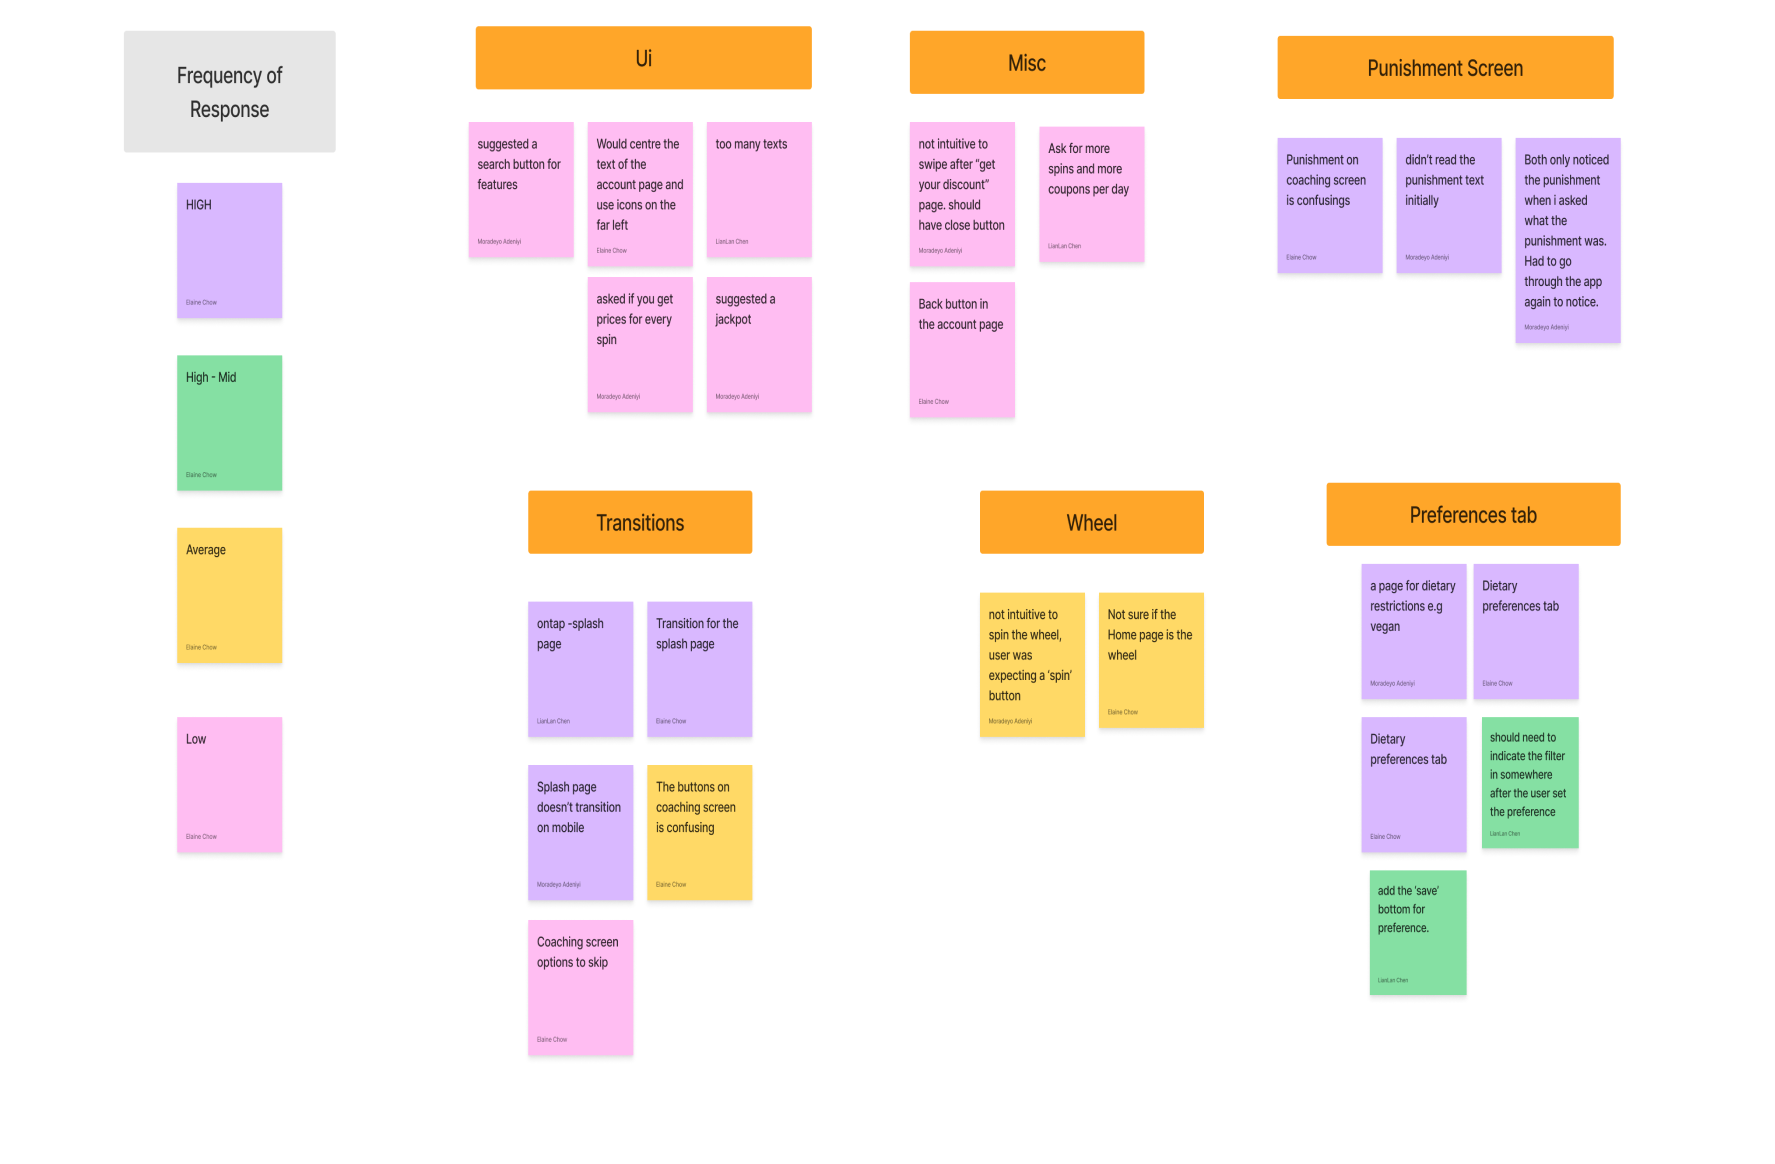 Frequency of
Response
HIGH
Elaine Chow
High - Mid
Elaine Chow
Average
Elaine Chow
Low
Elaine Chow
Ui
suggested a
search button for
features
Moradeyo Adeniyi
Would centre the
text of the
account page and
use icons on the
far left
Elaine Chow
too many texts
LianLan Chen
asked if you get
prices for every
spin
Moradeyo Adeniyi
suggested a
jackpot
Moradeyo Adeniyi
Misc
not intuitive to
swipe after “get
your discount”
page. should
have close button
Moradeyo Adeniyi
Ask for more
spins and more
coupons per day
LianLan Chen
Back button in
the account page
Elaine Chow
Punishment Screen
Punishment on
coaching screen
is confusings
Elaine Chow
didn’t read the
punishment text
initially
Moradeyo Adeniyi
Both only noticed
the punishment
when i asked
what the
punishment was.
Had to go
through the app
again to notice.
Moradeyo Adeniyi
Transitions
ontap -splash
page
LianLan Chen
Transition for the
splash page
Elaine Chow
Splash page
doesn’t transition
on mobile
Moradeyo Adeniyi
The buttons on
coaching screen
is confusing
Elaine Chow
Coaching screen
options to skip
Elaine Chow
Wheel
not intuitive to
spin the wheel,
user was
expecting a ‘spin’
button
Moradeyo Adeniyi
Not sure if the
Home page is the
wheel
Elaine Chow
Preferences tab
a page for dietary
restrictions e.g
vegan
Moradeyo Adeniyi
Dietary
preferences tab
Elaine Chow
Dietary
preferences tab
Elaine Chow
should need to
indicate the filter
in somewhere
after the user set
the preference
LianLan Chen
add the ‘save’
bottom for
preference.
LianLan Chen